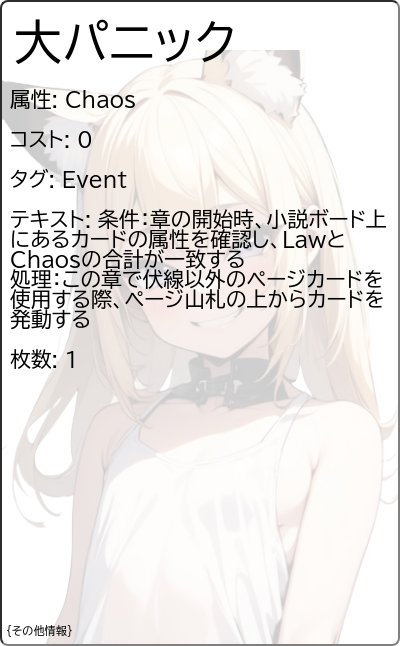 大パニック
属性: Chaos
コスト: 0
タグ: Event
テキスト: 条件：章の開始時、小説ボード上
にあるカードの属性を確認し、Lawと
Chaosの合計が一致する
処理：この章で伏線以外のページカードを
使用する際、ページ山札の上からカードを
発動する
枚数: 1
{その他情報}